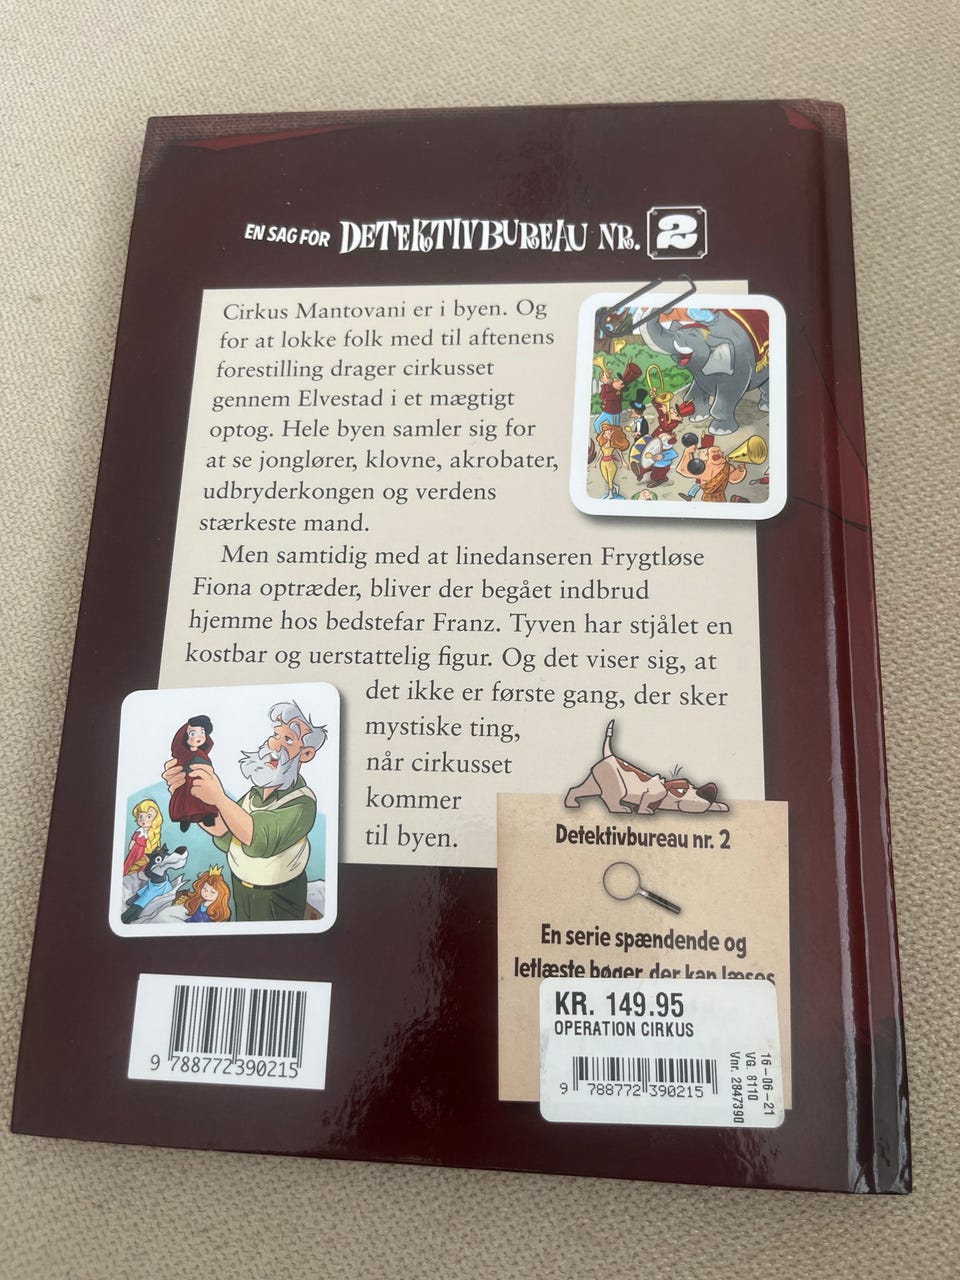 EN SAG FOR DETEKTIVBUREAU NR. 2
Cirkus Mantovani er i byen. Og
for at lokke folk med til aftenens
forestilling drager cirkusset
gennem Elvestad i et mægtigt
optog. Hele byen samler sig for
at se jonglører, klovne, akrobater,
udbryderkongen og verdens
stærkeste mand.
Men samtidig med at linedanseren Frygtløse
Fiona optræder, bliver der begået indbrud
hjemme hos bedstefar Franz. Tyven har stjålet en
kostbar og uerstattelig figur. Og det viser sig, at
det ikke er første gang, der sker
mystiske ting,
når cirkusset
kommer
til byen.
Detektivbureau nr. 2
En serie spændende og
letlæste bøger der kan læses
KR. 149.95
OPERATION CIRKUS
9 788772 390215
16-06-21
VG. 8110
Vnr. 2847390
9 788772 390215